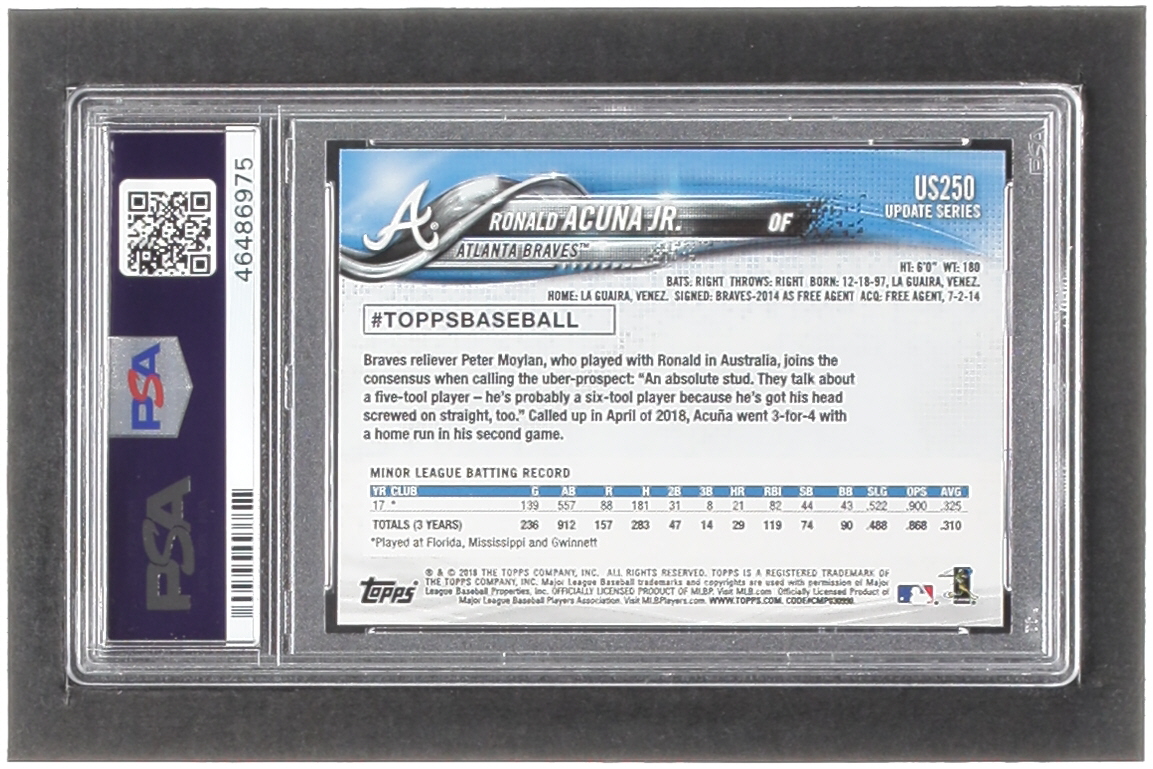 46486975
PSA
PSA
A
US250
UPDATE SERIES
RONALD ACUNA JR. OF
ATLANTA BRAVES™
HT: 6'0" WT: 180
BATS: RIGHT THROWS: RIGHT BORN: 12-18-97, LA GUAIRA, VENEZ.
HOME: LA GUAIRA, VENEZ. SIGNED: BRAVES-2014 AS FREE AGENT ACQ: FREE AGENT, 7-2-14
#TOPPSBASEBALL
Braves reliever Peter Moylan, who played with Ronald in Australia, joins the
consensus when calling the uber-prospect: “An absolute stud. They talk about
a five-tool player – he’s probably a six-tool player because he’s got his head
screwed on straight, too.” Called up in April of 2018, Acuña went 3-for-4 with
a home run in his second game.
MINOR LEAGUE BATTING RECORD
YR CLUB G AB R H 2B 3B HR RBI SB BB SLG OPS AVG
17 * 139 557 88 181 31 8 21 82 44 43 .522 .900 .325
TOTALS (3 YEARS) 236 912 157 283 47 14 29 119 74 90 .488 .868 .310
*Played at Florida, Mississippi and Gwinnett
® & © 2018 THE TOPPS COMPANY, INC. ALL RIGHTS RESERVED. TOPPS IS A REGISTERED TRADEMARK OF
THE TOPPS COMPANY, INC. Major League Baseball trademarks and copyrights are used with permission of Major
League Baseball Properties, Inc. OFFICIALLY LICENSED PRODUCT OF MLBP. Visit MLB.com Officially Licensed Product of
Major League Baseball Players Association. Visit MLBPlayers.com. WWW.TOPPS.COM. CODE#CMPS30990.
Topps
PSA